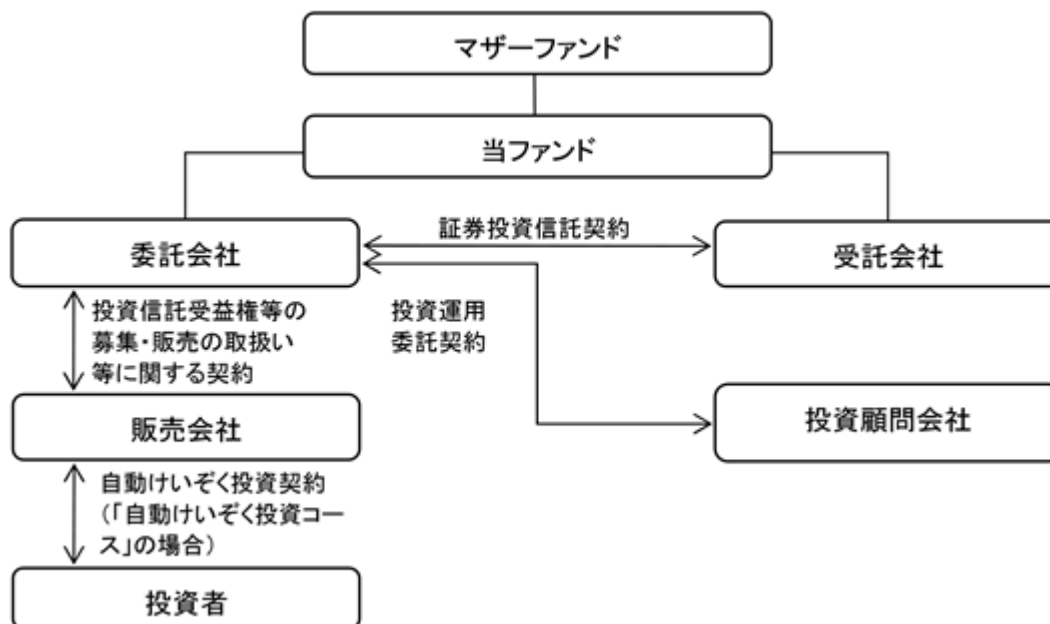 マザーファンド
当ファンド
委託会社
証券投資信託契約
受託会社
投資信託受益権等の
募集・販売の取扱い
等に関する契約
投資運用
委託契約
販売会社
投資顧問会社
自動けいぞく投資契約
（「自動けいぞく投資コー
ス」の場合）
投資者